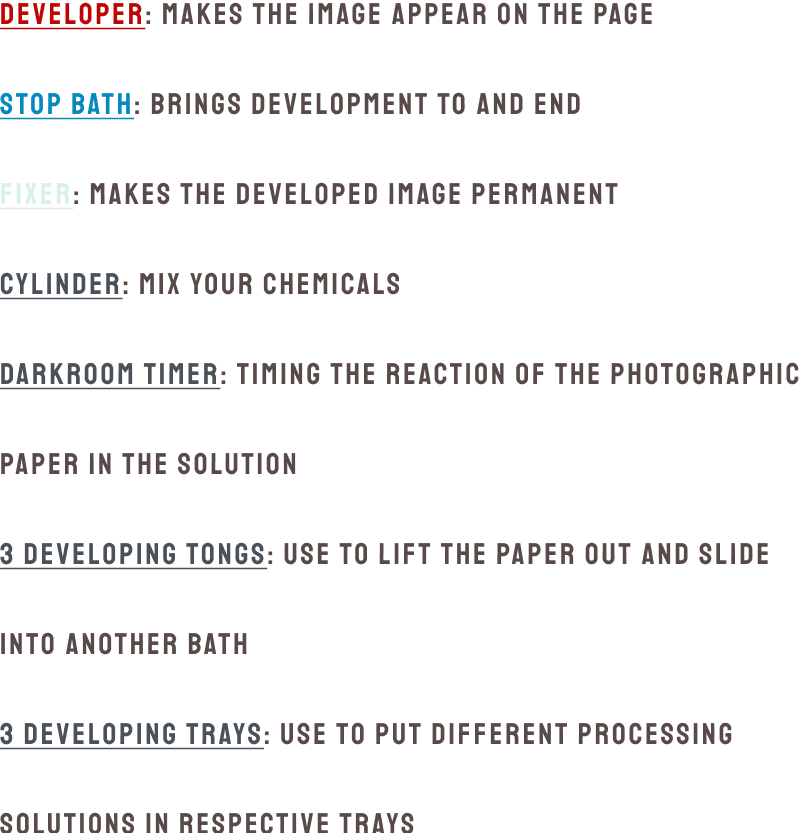 DEVELOPER: MAKES THE IMAGE APPEAR ON THE PAGE
STOP BATH: BRINGS DEVELOPMENT TO AND END
FIXER: MAKES THE DEVELOPED IMAGE PERMANENT
CYLINDER: MIX YOUR CHEMICALS
DARKROOM TIMER: TIMING THE REACTION OF THE PHOTOGRAPHIC
PAPER IN THE SOLUTION
3 DEVELOPING TONGS: USE TO LIFT THE PAPER OUT AND SLIDE
INTO ANOTHER BATH
3 DEVELOPING TRAYS: USE TO PUT DIFFERENT PROCESSING
SOLUTIONS IN RESPECTIVE TRAYS